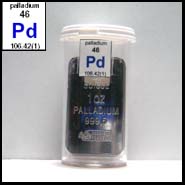 palladium
46
Pd
106.42(1)
palladium
46
Pd
106.42(1)
1 OZ
PALLADIUM
999.5